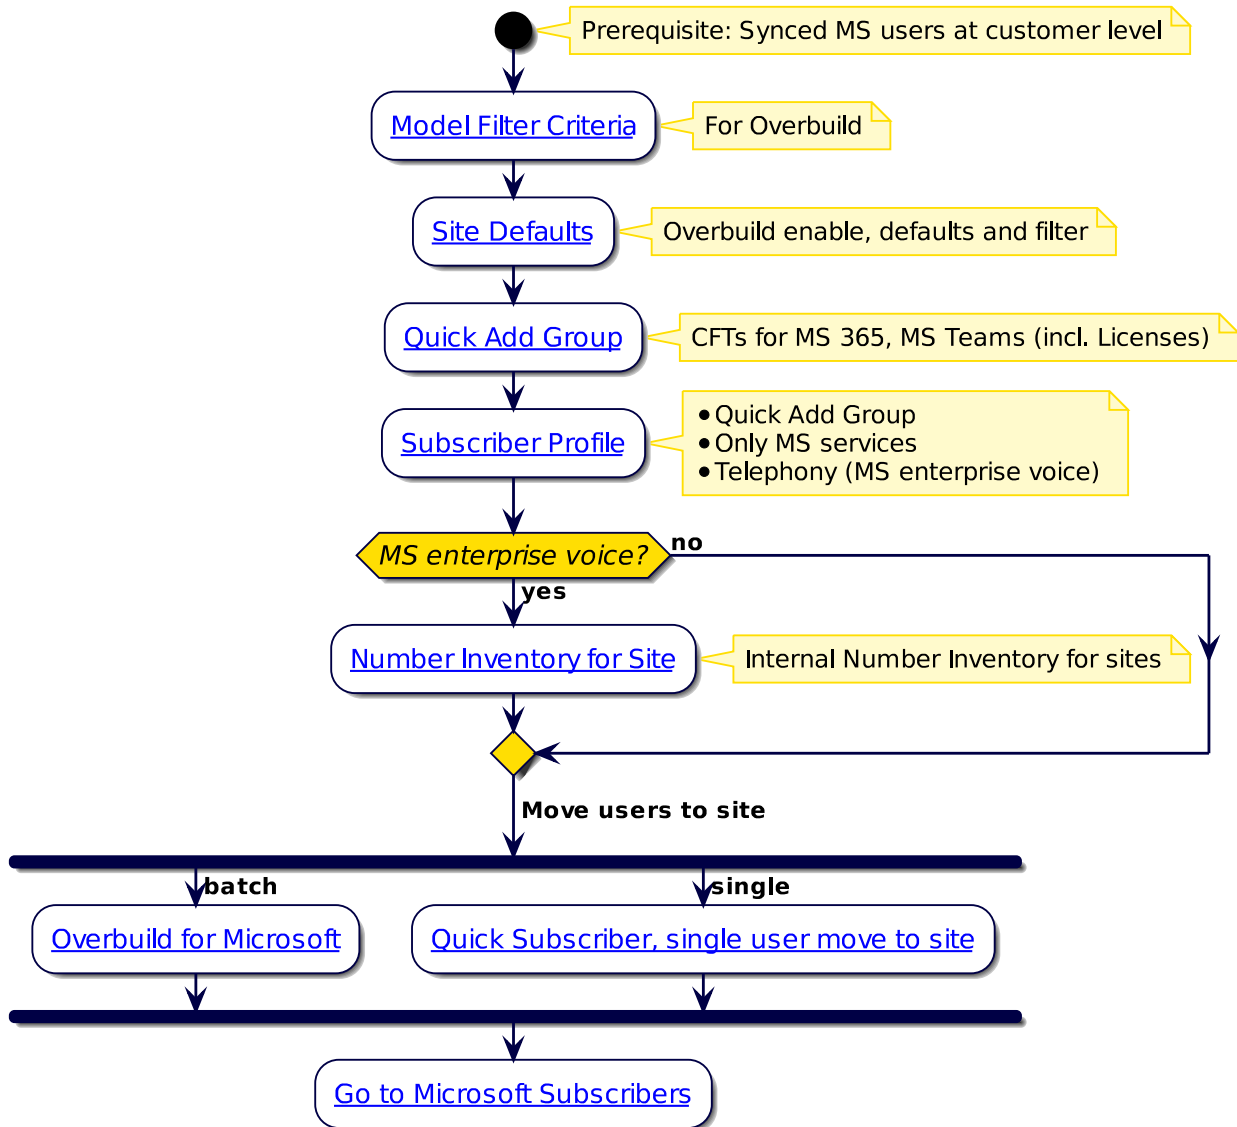 Prerequisite: Synced MS users at customer level
Model Filter Criteria
For Overbuild
Site Defaults
Overbuild enable, defaults and filter
Quick Add Group
CFTs for MS 365, MS Teams (incl. Licenses)
Subscriber Profile
• Quick Add Group
• Only MS services
• Telephony (MS enterprise voice)
MS enterprise voice?
no
yes
Number Inventory for Site
Internal Number Inventory for sites
Move users to site
batch
single
Overbuild for Microsoft
Quick Subscriber, single user move to site
Go to Microsoft Subscribers